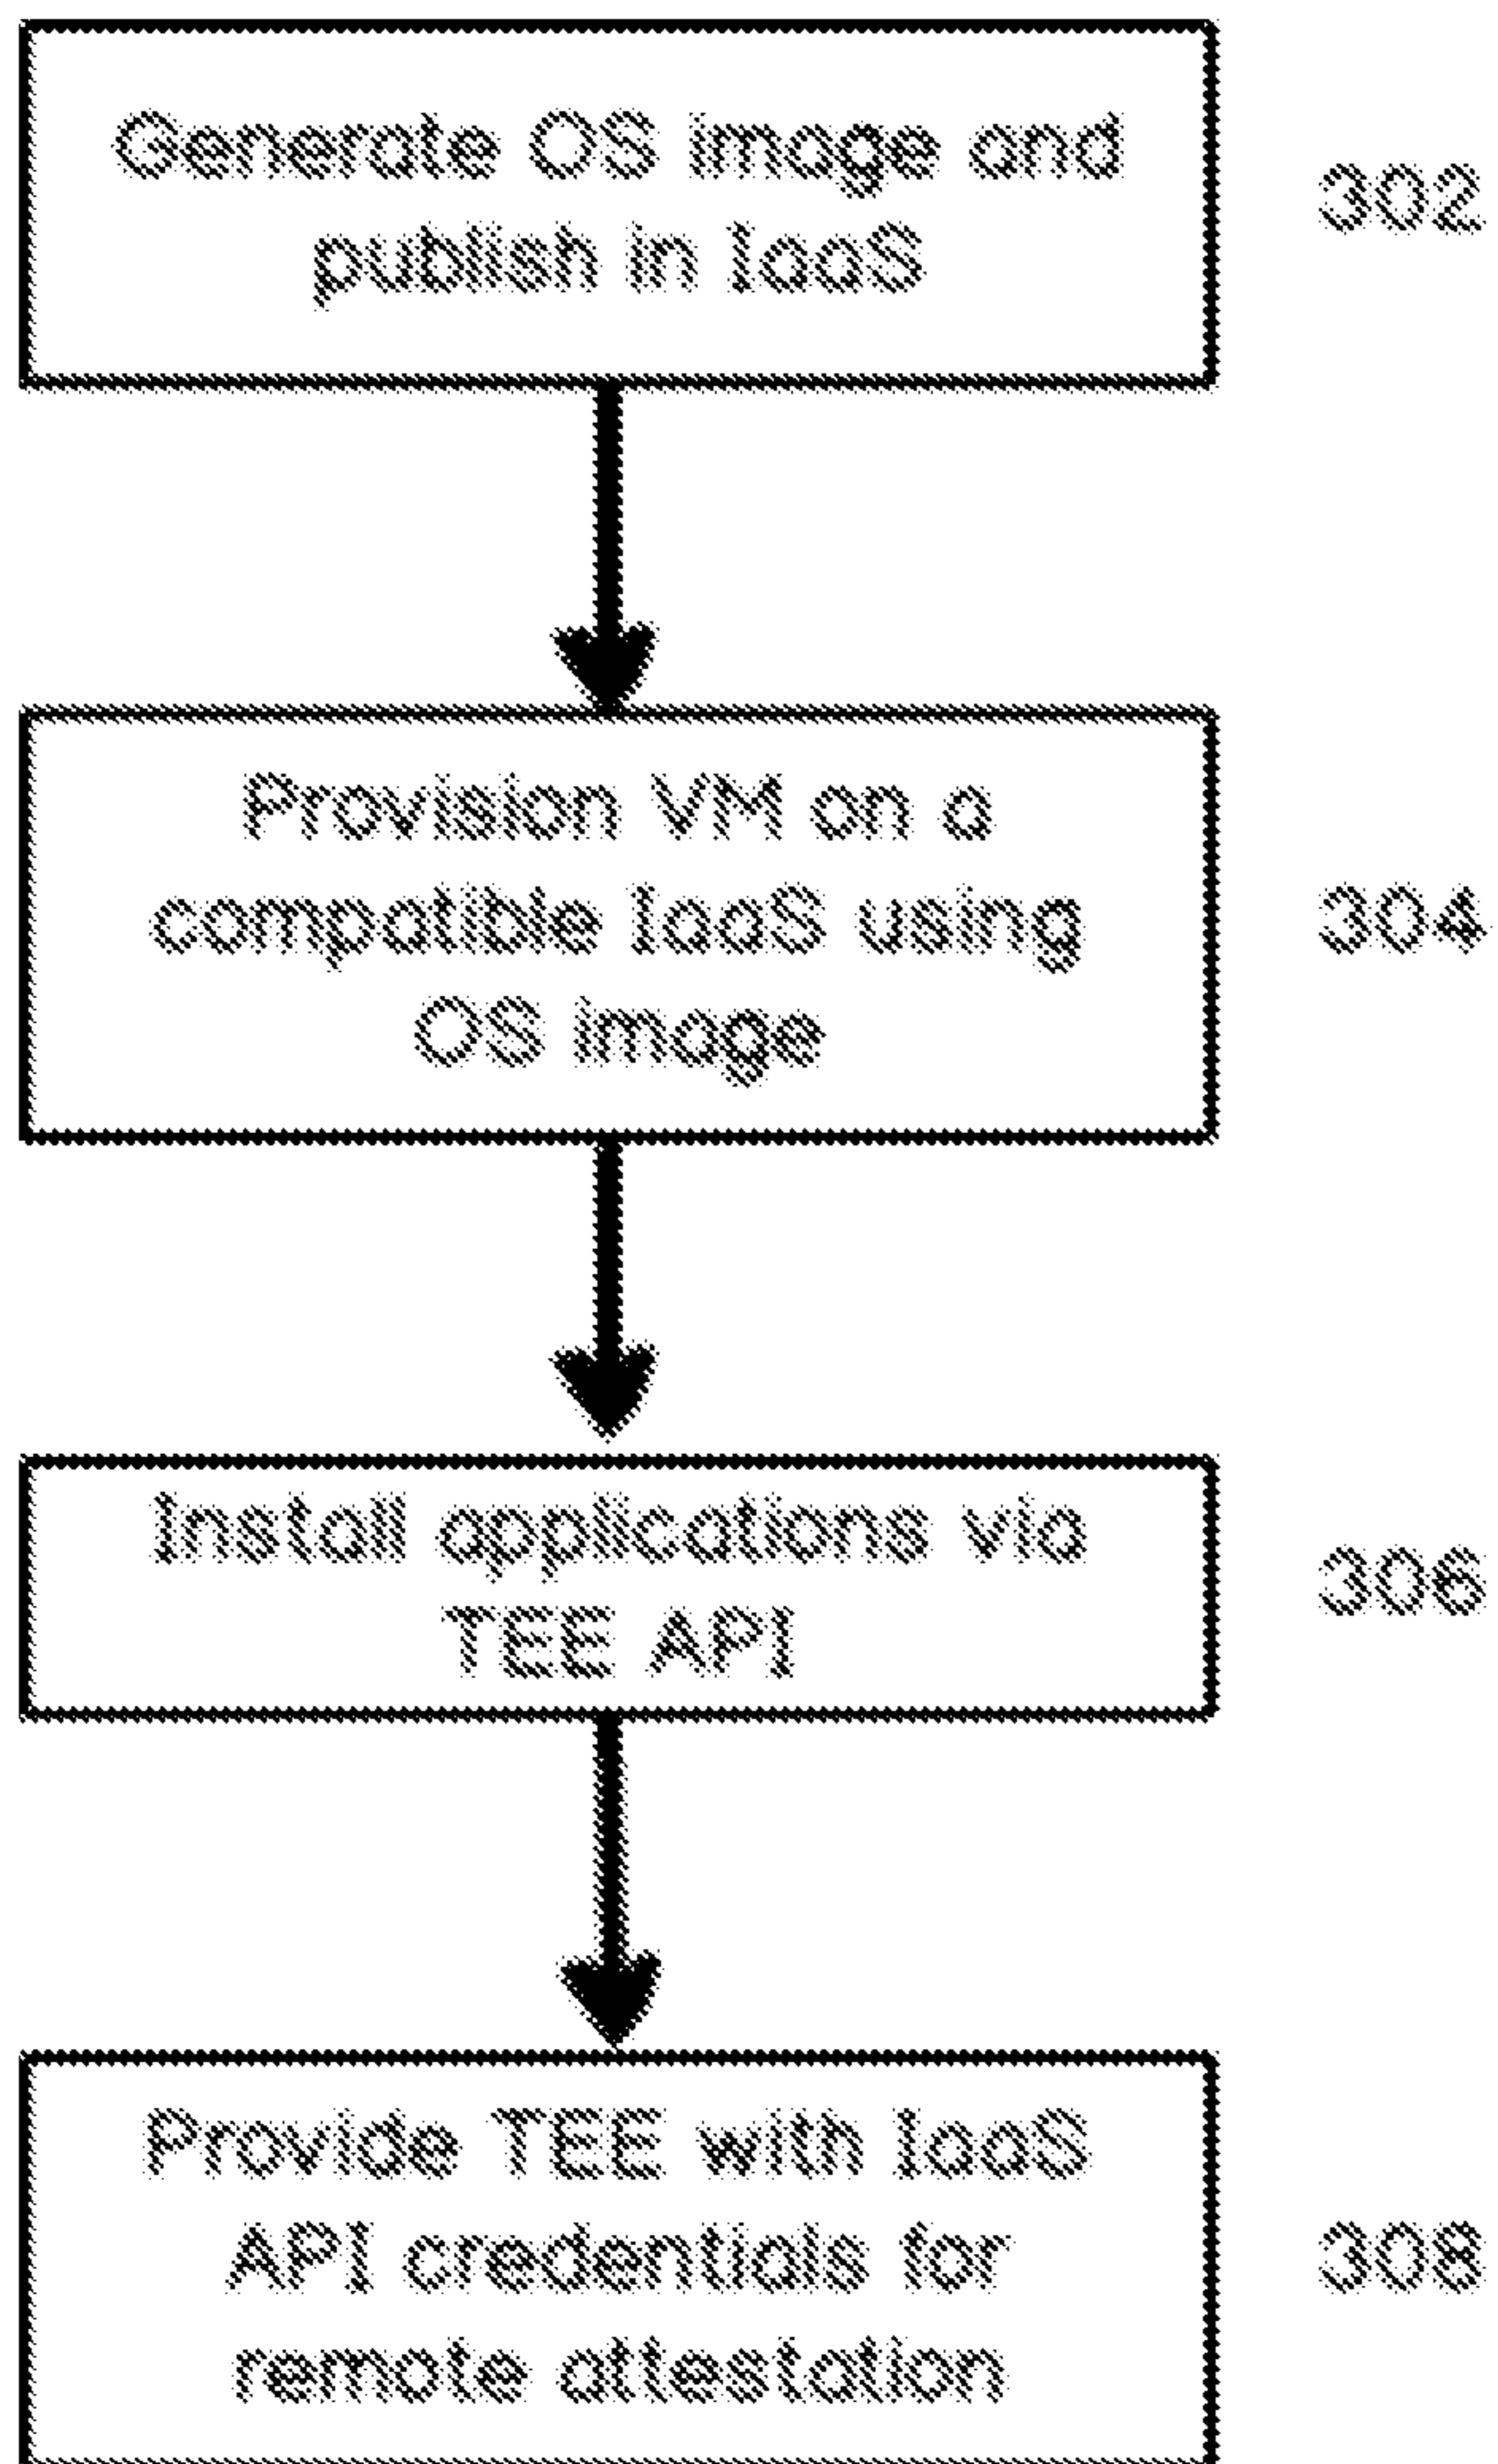 Generate OS image and
publish in IaaS
302
Provision VM on a
compatible IaaS using
OS image
304
Install applications via
TEE API
306
Provide TEE with IaaS
API credentials for
remote attestation
308